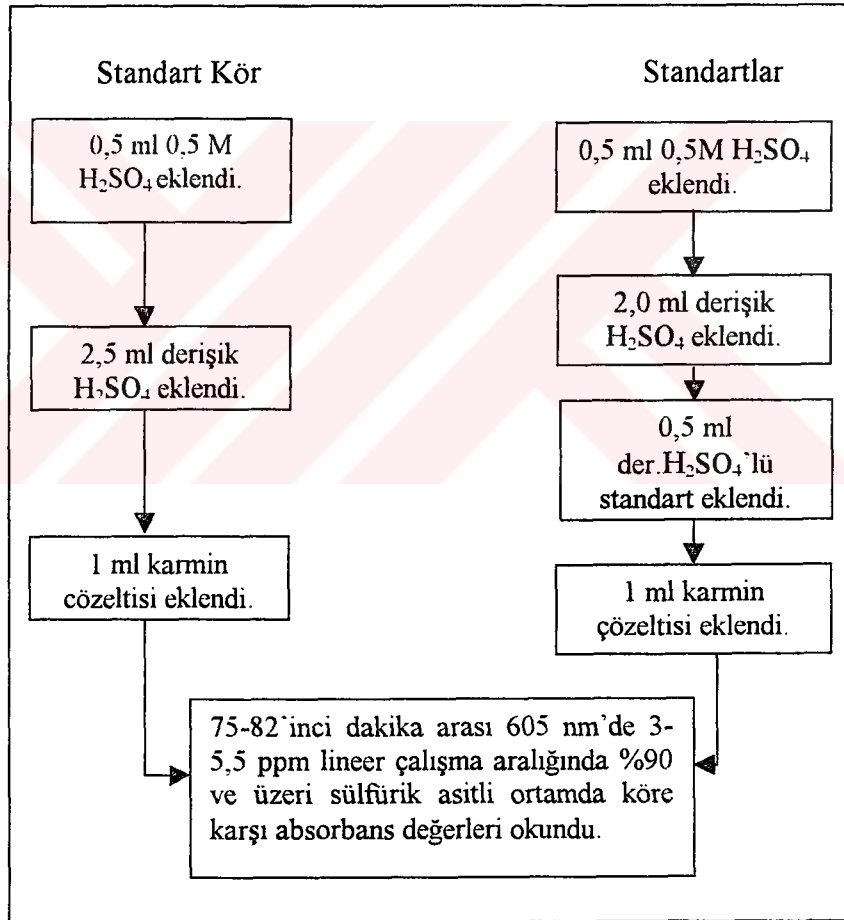 Standart Kör
0,5 ml 0,5 M
H₂SO₄ eklendi.
2,5 ml derişik
H₂SO₄ eklendi.
1 ml karmin
cözeltisi eklendi.
Standartlar
0,5 ml 0,5M H₂SO₄
eklendi.
2,0 ml derişik
H₂SO₄ eklendi.
0,5 ml
der.H₂SO₄'lü
standart eklendi.
1 ml karmin
çözeltisi eklendi.
75-82'inci dakika arası 605 nm'de 3-
5,5 ppm lineer çalışma aralığında %90
ve üzeri sülfürik asitli ortamda köre
karşı absorbans değerleri okundu.